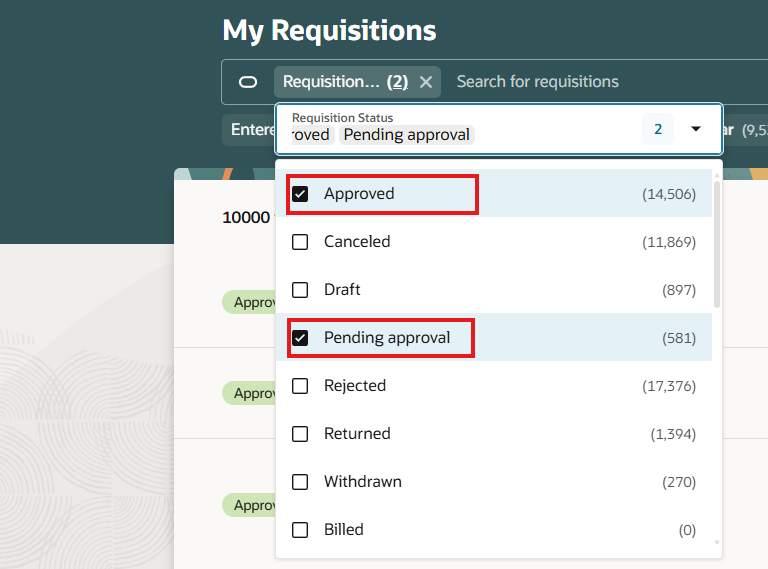 My Requisitions
Requisition... (2) Search for requisitions
Entere
Requisition Status
roved Pending approval
2
ar (9,5
10000
Approved (14,506)
Canceled (11,869)
Draft (897)
Approv
Pending approval (581)
Rejected (17,376)
Approv
Returned (1,394)
Withdrawn (270)
Approv
Billed (0)